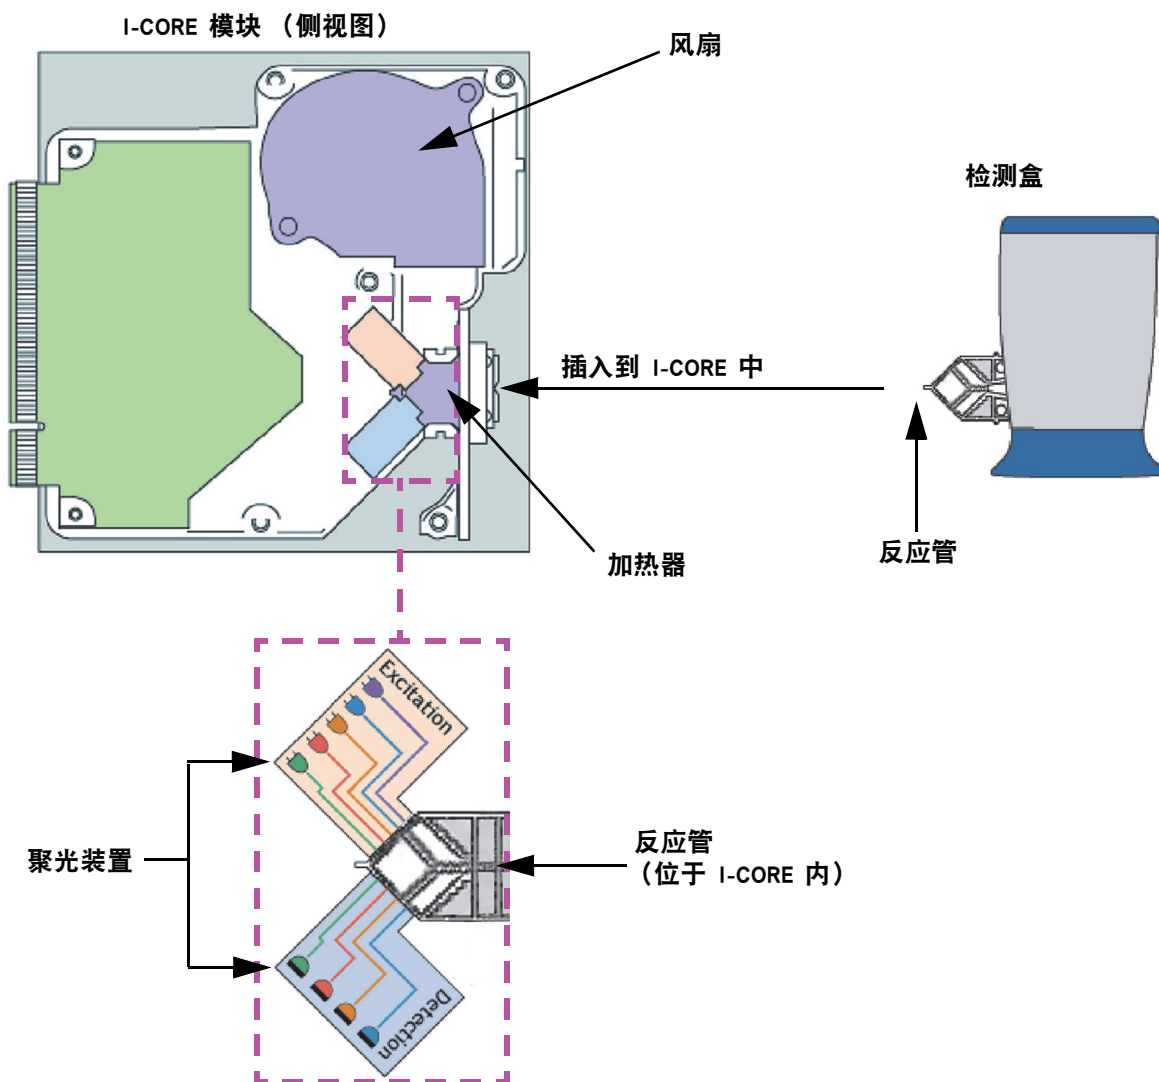 I-CORE 模块 （侧视图）
风扇
检测盒
插入到 I-CORE 中
反应管
加热器
Excitation
聚光装置
反应管
（位于 I-CORE 内）
Detection